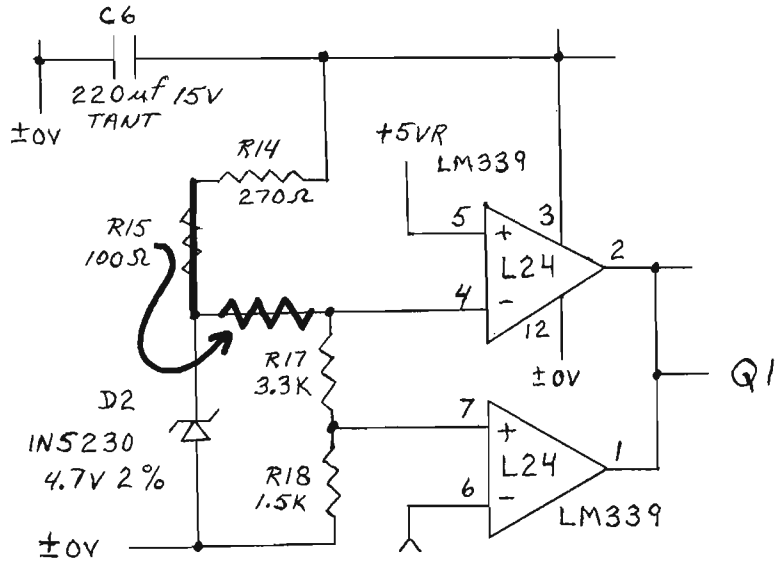 C6
220µf 15V
TANT
±0V
R14
270Ω
+5VR
LM339
R15
100Ω
5
+
3
L24
2
4
-
12
±0V
R17
3.3K
Q1
D2
1N5230
4.7V 2%
7
+
L24
1
6
-
R18
1.5K
LM339
±0V